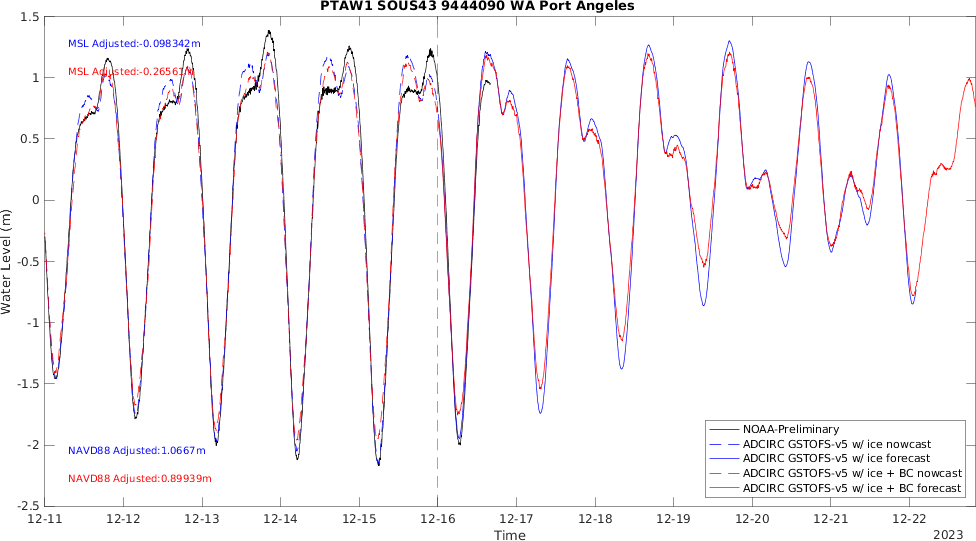 PTAW1 SOUS43 9444090 WA Port Angeles
1.5
1
0.5
0
-0.5
-1
-1.5
-2
-2.5
Water Level (m)
MSL Adjusted:-0.098342m
MSL Adjusted:-0.26561m
NAVD88 Adjusted:1.0667m
NAVD88 Adjusted:0.89939m
NOAA-Preliminary
ADCIRC GSTOFS-v5 w/ ice nowcast
ADCIRC GSTOFS-v5 w/ ice forecast
ADCIRC GSTOFS-v5 w/ ice + BC nowcast
ADCIRC GSTOFS-v5 w/ ice + BC forecast
12-11 12-12 12-13 12-14 12-15 12-16 12-17 12-18 12-19 12-20 12-21 12-22
Time
2023